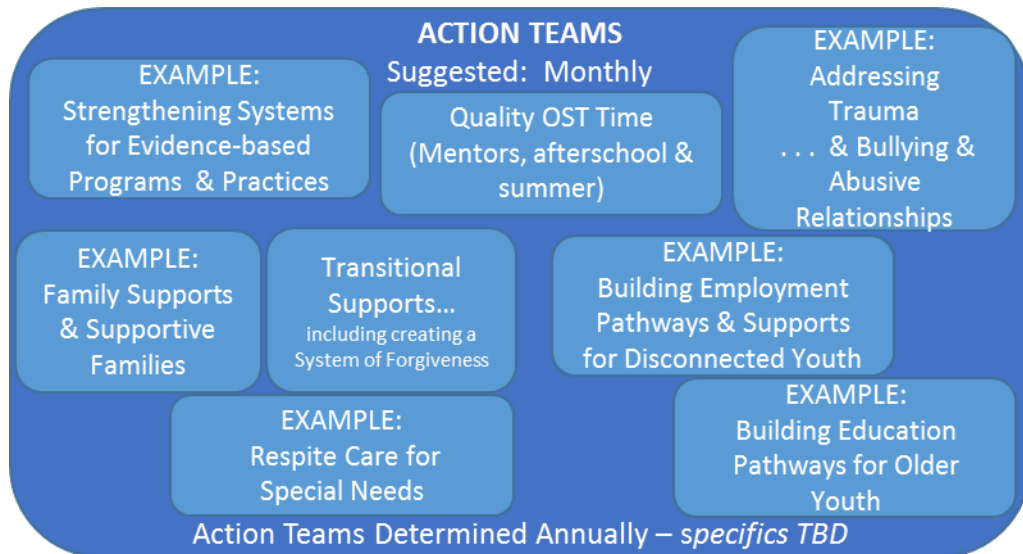 ACTION TEAMS
Suggested: Monthly
EXAMPLE:
Strengthening Systems
for Evidence-based
Programs & Practices
Quality OST Time
(Mentors, afterschool &
summer)
EXAMPLE:
Addressing
Trauma
. . . & Bullying &
Abusive
Relationships
EXAMPLE:
Family Supports
& Supportive
Families
Transitional
Supports...
including creating a
System of Forgiveness
EXAMPLE:
Building Employment
Pathways & Supports
for Disconnected Youth
EXAMPLE:
Respite Care for
Special Needs
EXAMPLE:
Building Education
Pathways for Older
Youth
Action Teams Determined Annually – specifics TBD